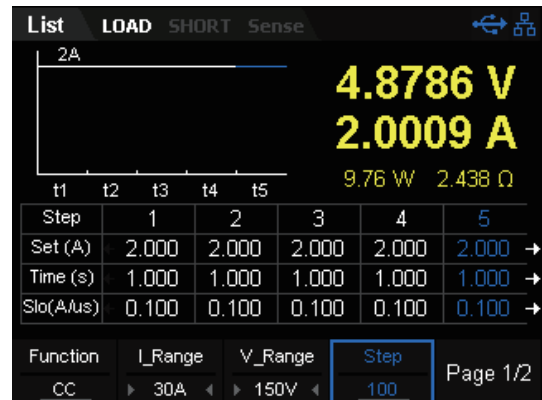 List LOAD SHORT Sense
2A
4.8786 V
2.0009 A
9.76 W 2.438 Ω
t1 t2 t3 t4 t5
Step 1 2 3 4 5
Set (A) 2.000 2.000 2.000 2.000 2.000
Time (s) 1.000 1.000 1.000 1.000 1.000
Slo(A/us) 0.100 0.100 0.100 0.100 0.100
Function I_Range V_Range Step Page 1/2
CC 30A 150V 100